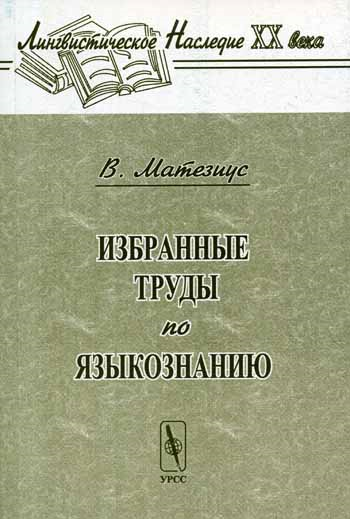 Лингвистическое Наследие XX века
В. Матезиус
ИЗБРАННЫЕ
ТРУДЫ
по
ЯЗЫКОЗНАНИЮ
УРСС